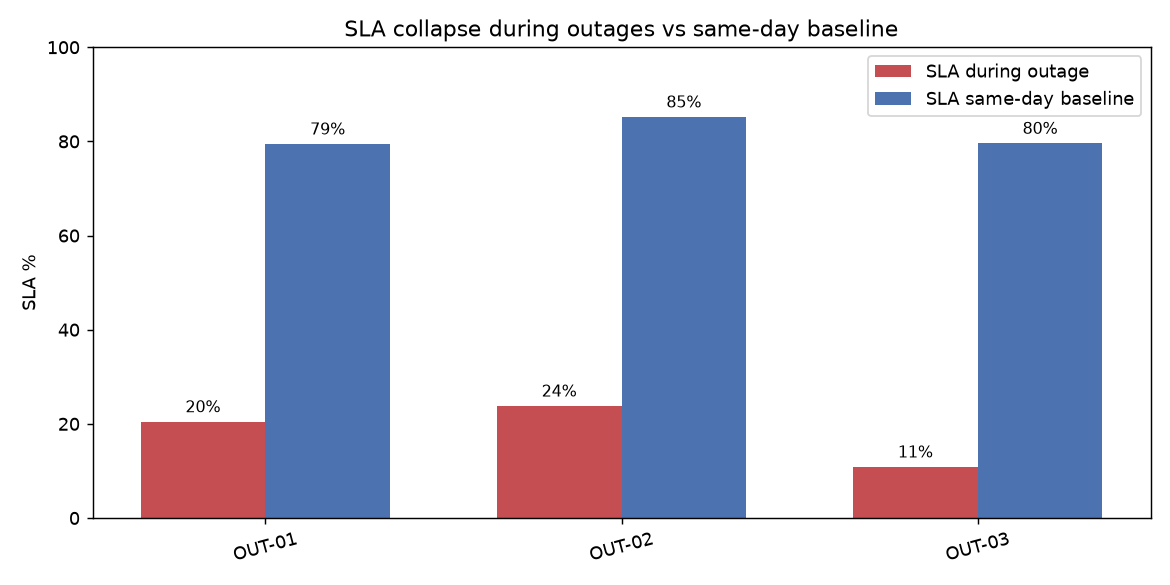 SLA collapse during outages vs same-day baseline
SLA during outage
SLA same-day baseline
SLA %
100
80
60
40
20
0
20%
79%
24%
85%
11%
80%
OUT-01
OUT-02
OUT-03